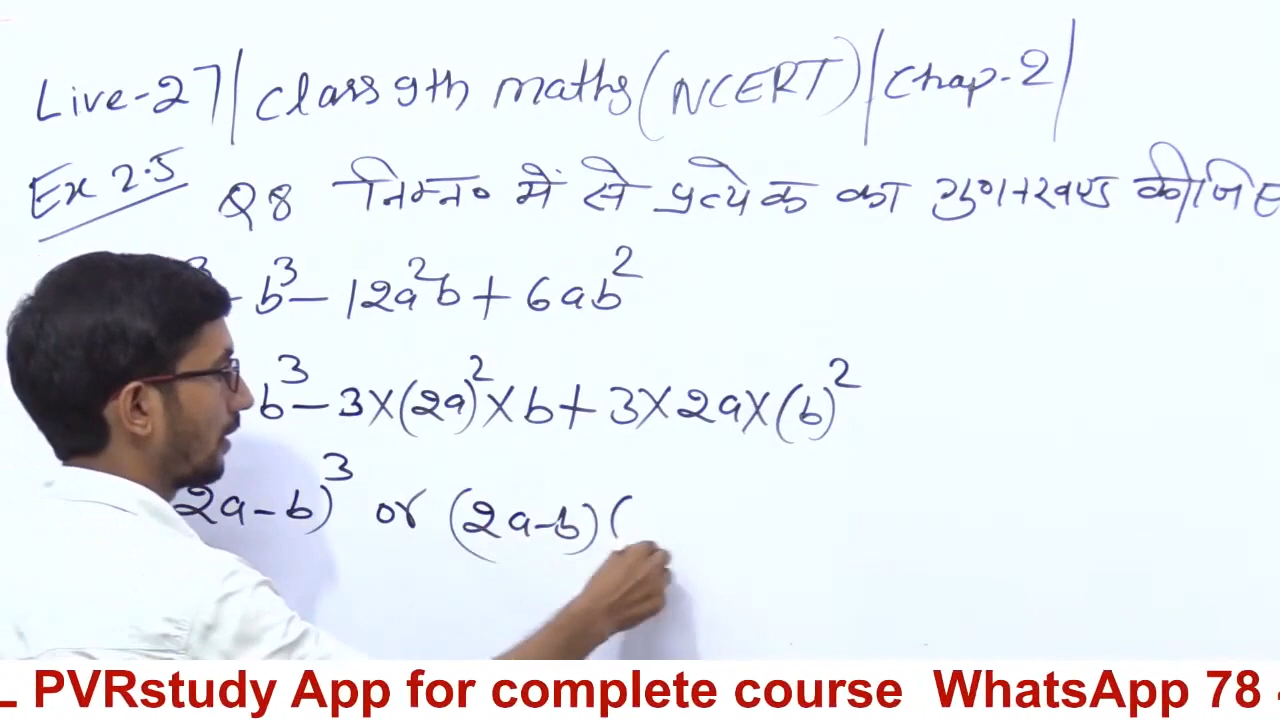 Live-27 | Class 9th maths (NCERT) | Chap-2 |
Ex 2.5 Q8 निम्न० में से प्रत्येक का गुणनखण्ड कीजिए
b³ - 12a²b + 6ab²
b³ - 3×(2a)²×b + 3×2a×(b)²
2a-b)³ or (2a-b)(
PVRstudy App for complete course WhatsApp 78